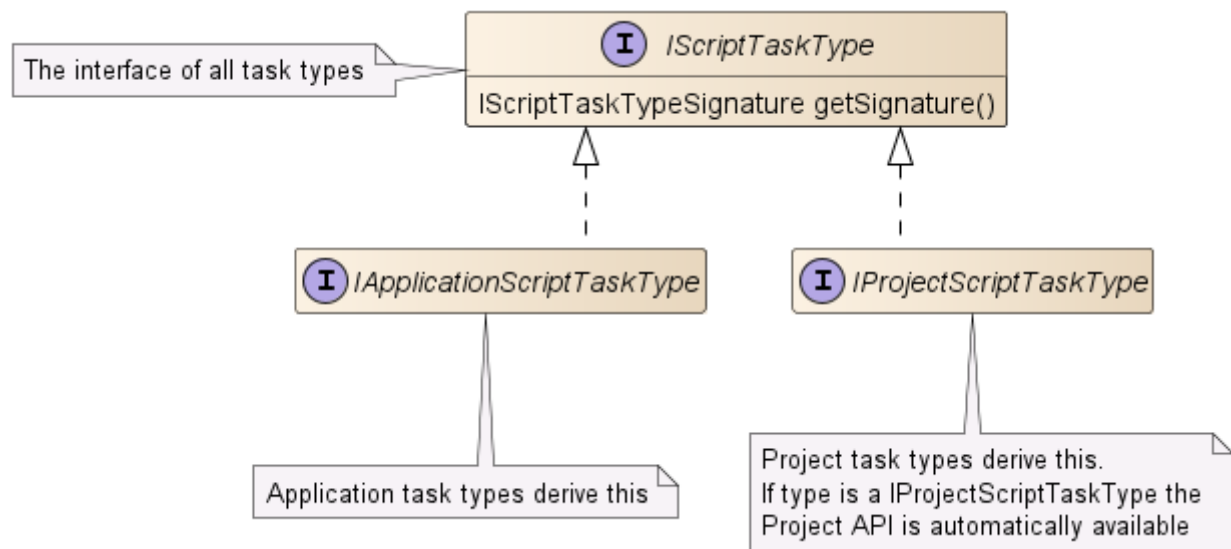 I IScriptTaskType
The interface of all task types
IScriptTaskTypeSignature getSignature()
I IApplicationScriptTaskType
I IProjectScriptTaskType
Application task types derive this
Project task types derive this.
If type is a IProjectScriptTaskType the
Project API is automatically available